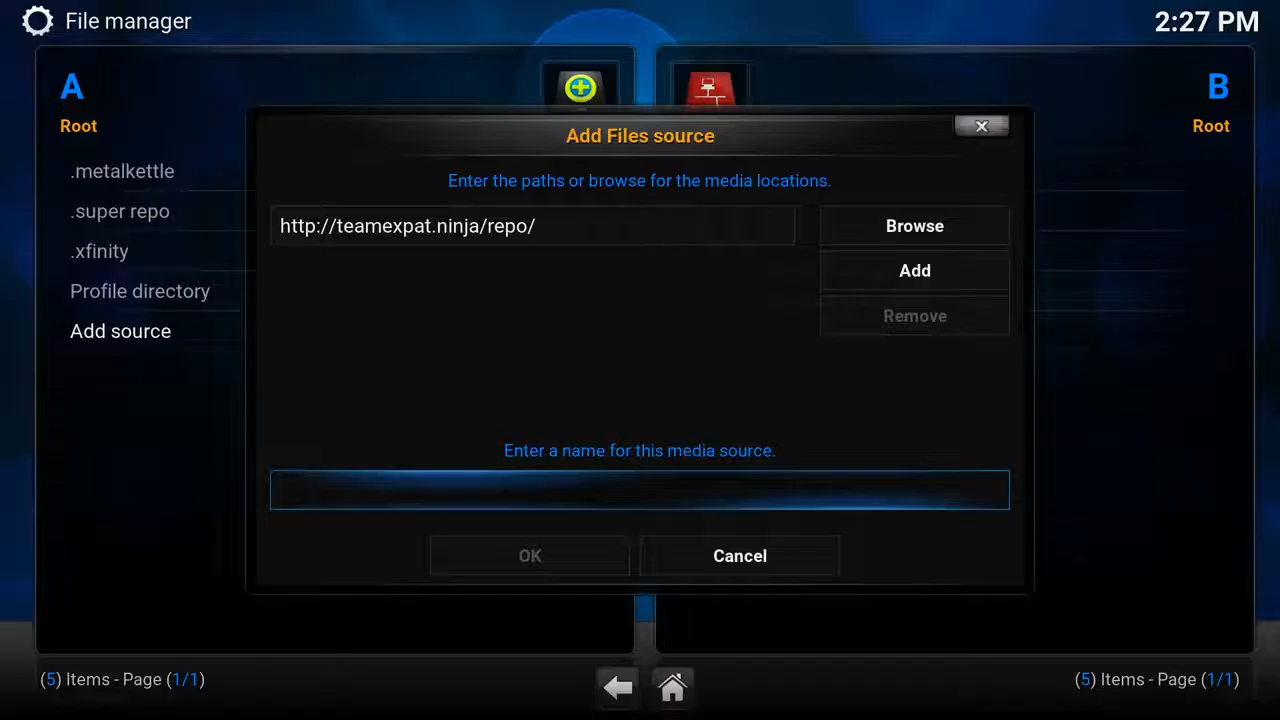 File manager
2:27 PM
A
Root
.metalkettle
.super repo
.xfinity
Profile directory
Add source
Add Files source
Enter the paths or browse for the media locations.
http://teamexpat.ninja/repo/
Browse
Add
Remove
Enter a name for this media source.
OK
Cancel
B
Root
(5) Items - Page (1/1)
(5) Items - Page (1/1)